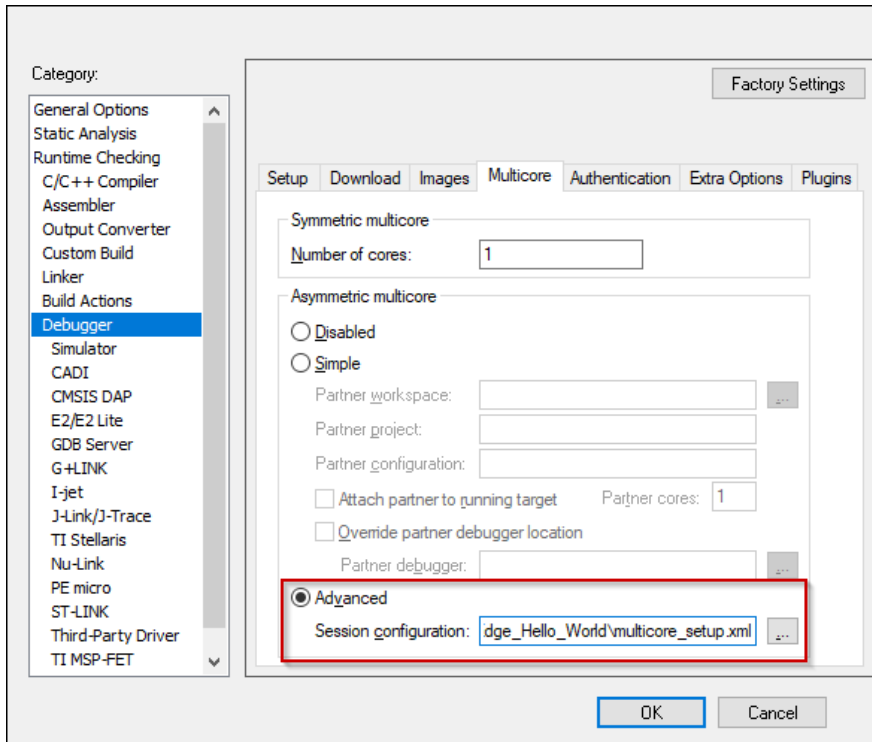 Category:
General Options
Static Analysis
Runtime Checking
C/C++ Compiler
Assembler
Output Converter
Custom Build
Linker
Build Actions
Debugger
Simulator
CADI
CMSIS DAP
E2/E2 Lite
GDB Server
G+LINK
I-jet
J-Link/J-Trace
TI Stellaris
Nu-Link
PE micro
ST-LINK
Third-Party Driver
TI MSP-FET
Factory Settings
Setup Download Images Multicore Authentication Extra Options Plugins
Symmetric multicore
Number of cores: 1
Asymmetric multicore
Disabled
Simple
Partner workspace: ...
Partner project:
Partner configuration:
Attach partner to running target Partner cores: 1
Override partner debugger location
Partner debugger: ...
Advanced
Session configuration: dge_Hello_World\multicore_setup.xml ...
OK Cancel